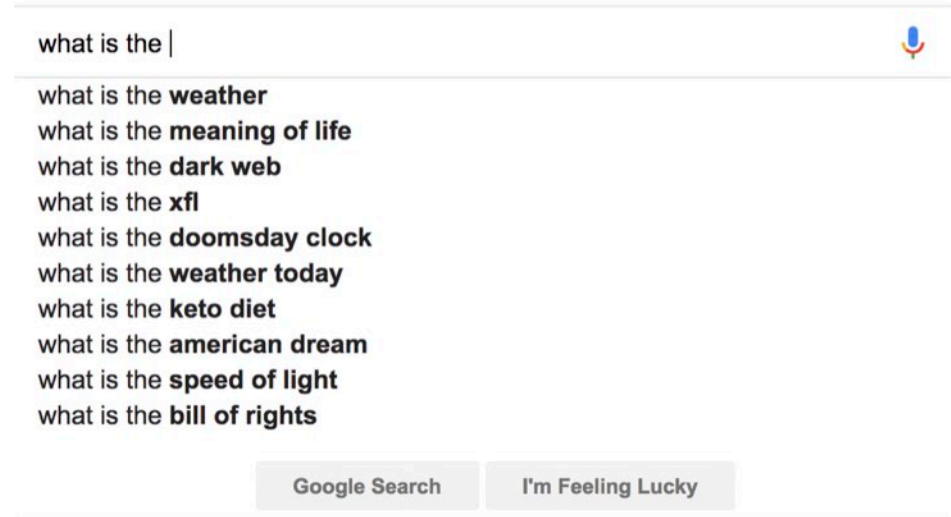 what is the
what is the weather
what is the meaning of life
what is the dark web
what is the xfl
what is the doomsday clock
what is the weather today
what is the keto diet
what is the american dream
what is the speed of light
what is the bill of rights
Google Search I'm Feeling Lucky